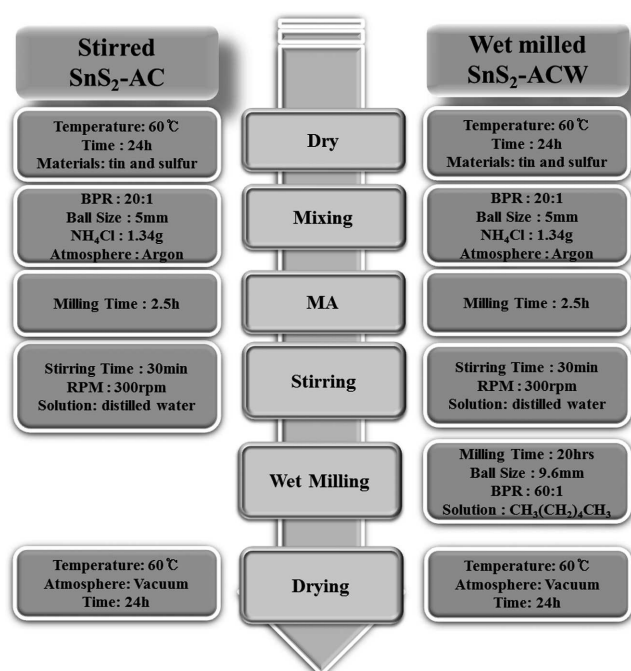 Stirred
SnS₂-AC
Wet milled
SnS₂-ACW
Temperature: 60℃
Time : 24h
Materials: tin and sulfur
Dry
Temperature: 60℃
Time : 24h
Materials: tin and sulfur
BPR : 20:1
Ball Size : 5mm
NH₄Cl : 1.34g
Atmosphere : Argon
Mixing
BPR : 20:1
Ball Size : 5mm
NH₄Cl : 1.34g
Atmosphere : Argon
Milling Time : 2.5h
MA
Milling Time : 2.5h
Stirring Time : 30min
RPM : 300rpm
Solution: distilled water
Stirring
Stirring Time : 30min
RPM : 300rpm
Solution: distilled water
Wet Milling
Milling Time : 20hrs
Ball Size : 9.6mm
BPR : 60:1
Solution : CH₃(CH₂)₄CH₃
Temperature: 60℃
Atmosphere: Vacuum
Time: 24h
Drying
Temperature: 60℃
Atmosphere: Vacuum
Time: 24h